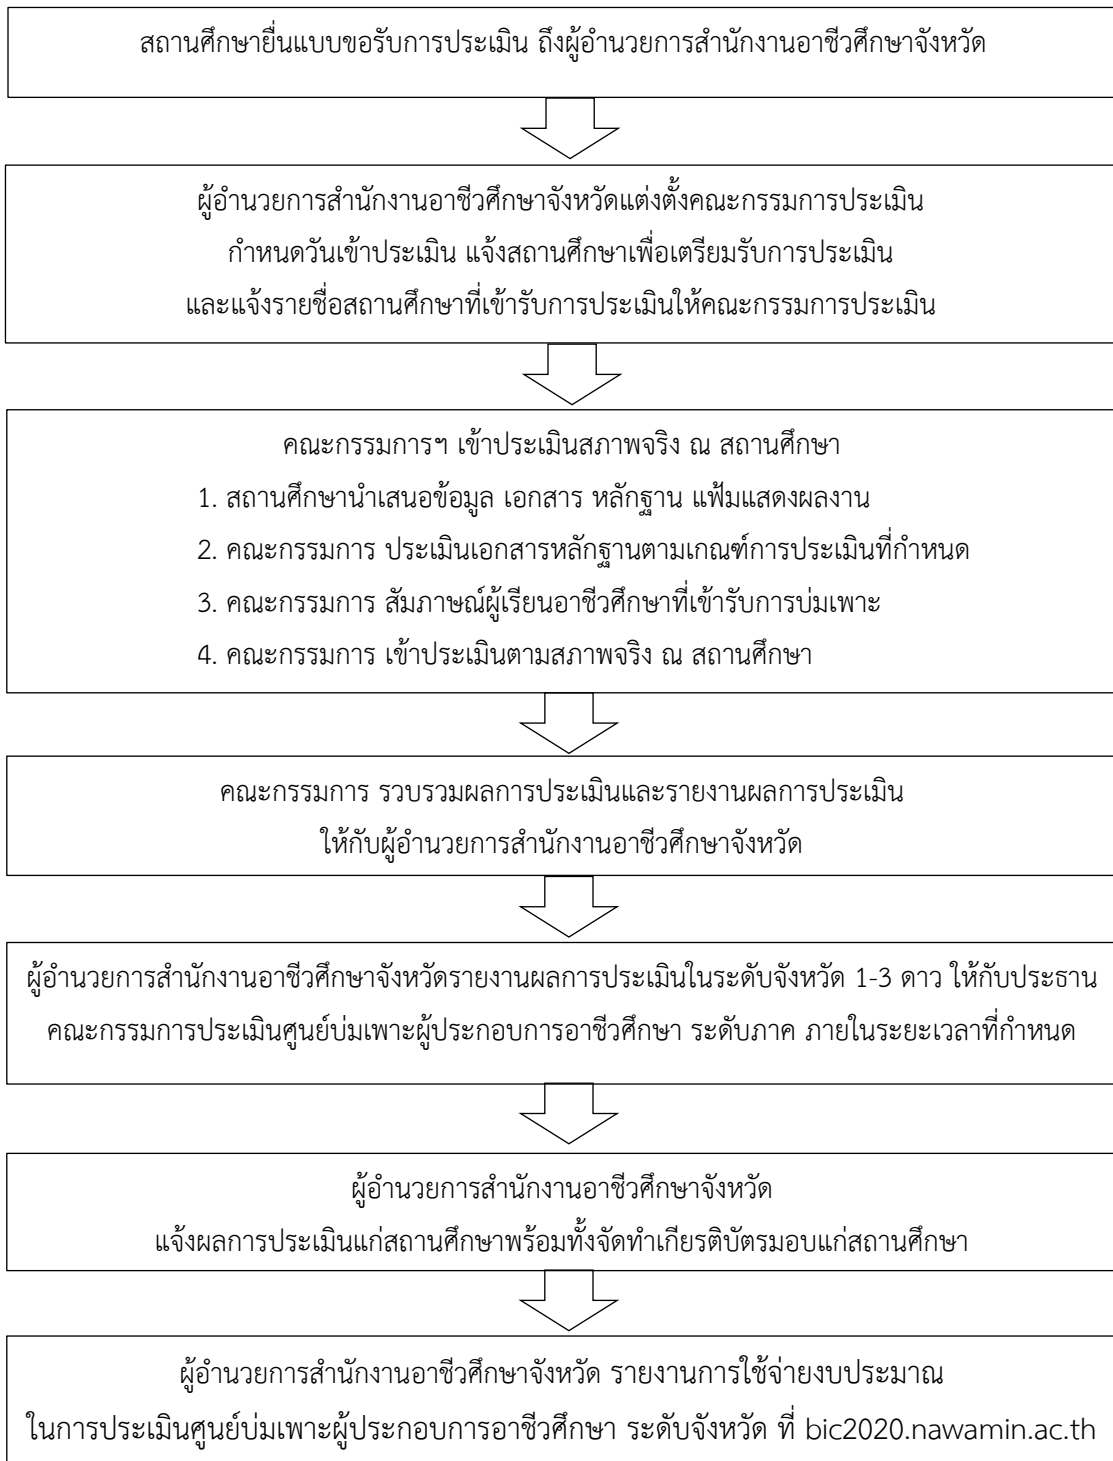 สถานศึกษายื่นแบบขอรับการประเมิน ถึงผู้อำนวยการสำนักงานอาชีวศึกษาจังหวัด
ผู้อำนวยการสำนักงานอาชีวศึกษาจังหวัดแต่งตั้งคณะกรรมการประเมิน
กำหนดวันเข้าประเมิน แจ้งสถานศึกษาเพื่อเตรียมรับการประเมิน
และแจ้งรายชื่อสถานศึกษาที่เข้ารับการประเมินให้คณะกรรมการประเมิน
คณะกรรมการฯ เข้าประเมินสภาพจริง ณ สถานศึกษา
1. สถานศึกษานำเสนอข้อมูล เอกสาร หลักฐาน แฟ้มแสดงผลงาน
2. คณะกรรมการ ประเมินเอกสารหลักฐานตามเกณฑ์การประเมินที่กำหนด
3. คณะกรรมการ สัมภาษณ์ผู้เรียนอาชีวศึกษาที่เข้ารับการบ่มเพาะ
4. คณะกรรมการ เข้าประเมินตามสภาพจริง ณ สถานศึกษา
คณะกรรมการ รวบรวมผลการประเมินและรายงานผลการประเมิน
ให้กับผู้อำนวยการสำนักงานอาชีวศึกษาจังหวัด
ผู้อำนวยการสำนักงานอาชีวศึกษาจังหวัดรายงานผลการประเมินในระดับจังหวัด 1-3 ดาว ให้กับประธาน
คณะกรรมการประเมินศูนย์บ่มเพาะผู้ประกอบการอาชีวศึกษา ระดับภาค ภายในระยะเวลาที่กำหนด
ผู้อำนวยการสำนักงานอาชีวศึกษาจังหวัด
แจ้งผลการประเมินแก่สถานศึกษาพร้อมทั้งจัดทำเกียรติบัตรมอบแก่สถานศึกษา
ผู้อำนวยการสำนักงานอาชีวศึกษาจังหวัด รายงานการใช้จ่ายงบประมาณ
ในการประเมินศูนย์บ่มเพาะผู้ประกอบการอาชีวศึกษา ระดับจังหวัด ที่ bic2020.nawamin.ac.th